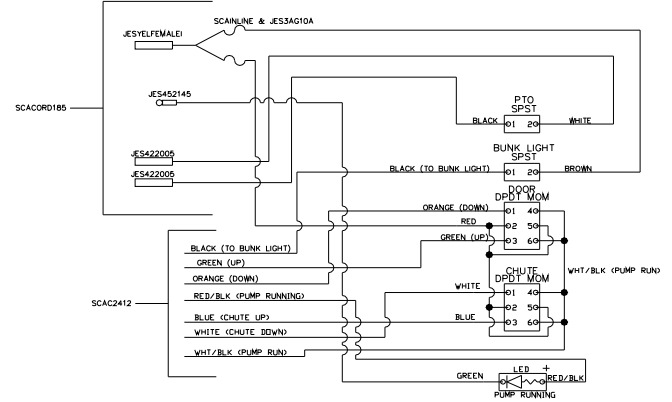 SCAINLINE & JES3AG10A
JESYELFEMALE1
JES452145
SCACORD185
PTO
SPST
BLACK
1 2
WHITE
BUNK LIGHT
SPST
JES422005
JES422005
BLACK (TO BUNK LIGHT)
1 2
BROWN
DOOR
DPDT MOM
ORANGE (DOWN)
1 4
RED
2 5
GREEN (UP)
3 6
BLACK (TO BUNK LIGHT)
GREEN (UP)
ORANGE (DOWN)
WHT/BLK (PUMP RUN)
CHUTE
DPDT MOM
WHITE
1 4
RED/BLK (PUMP RUNNING)
SCAC2412
2 5
BLUE (CHUTE UP)
BLUE
3 6
WHITE (CHUTE DOWN)
WHT/BLK (PUMP RUN)
LED +
GREEN
RED/BLK
PUMP RUNNING